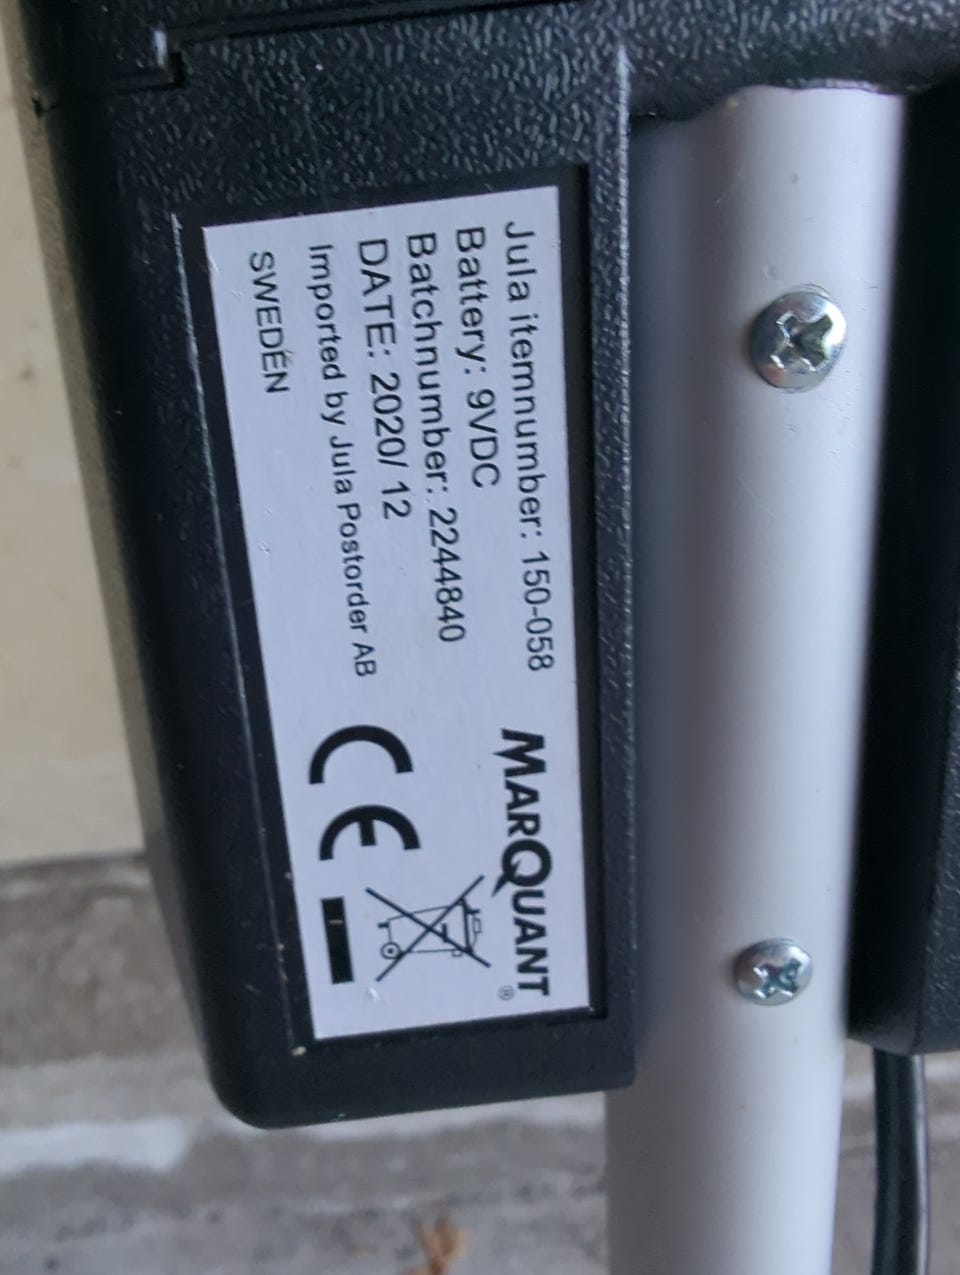 Jula itemnumber: 150-058
Battery: 9VDC
Batchnumber: 2244840
DATE: 2020/ 12
Imported by Jula Postorder AB
SWEDEN
MARQUANT®
CE